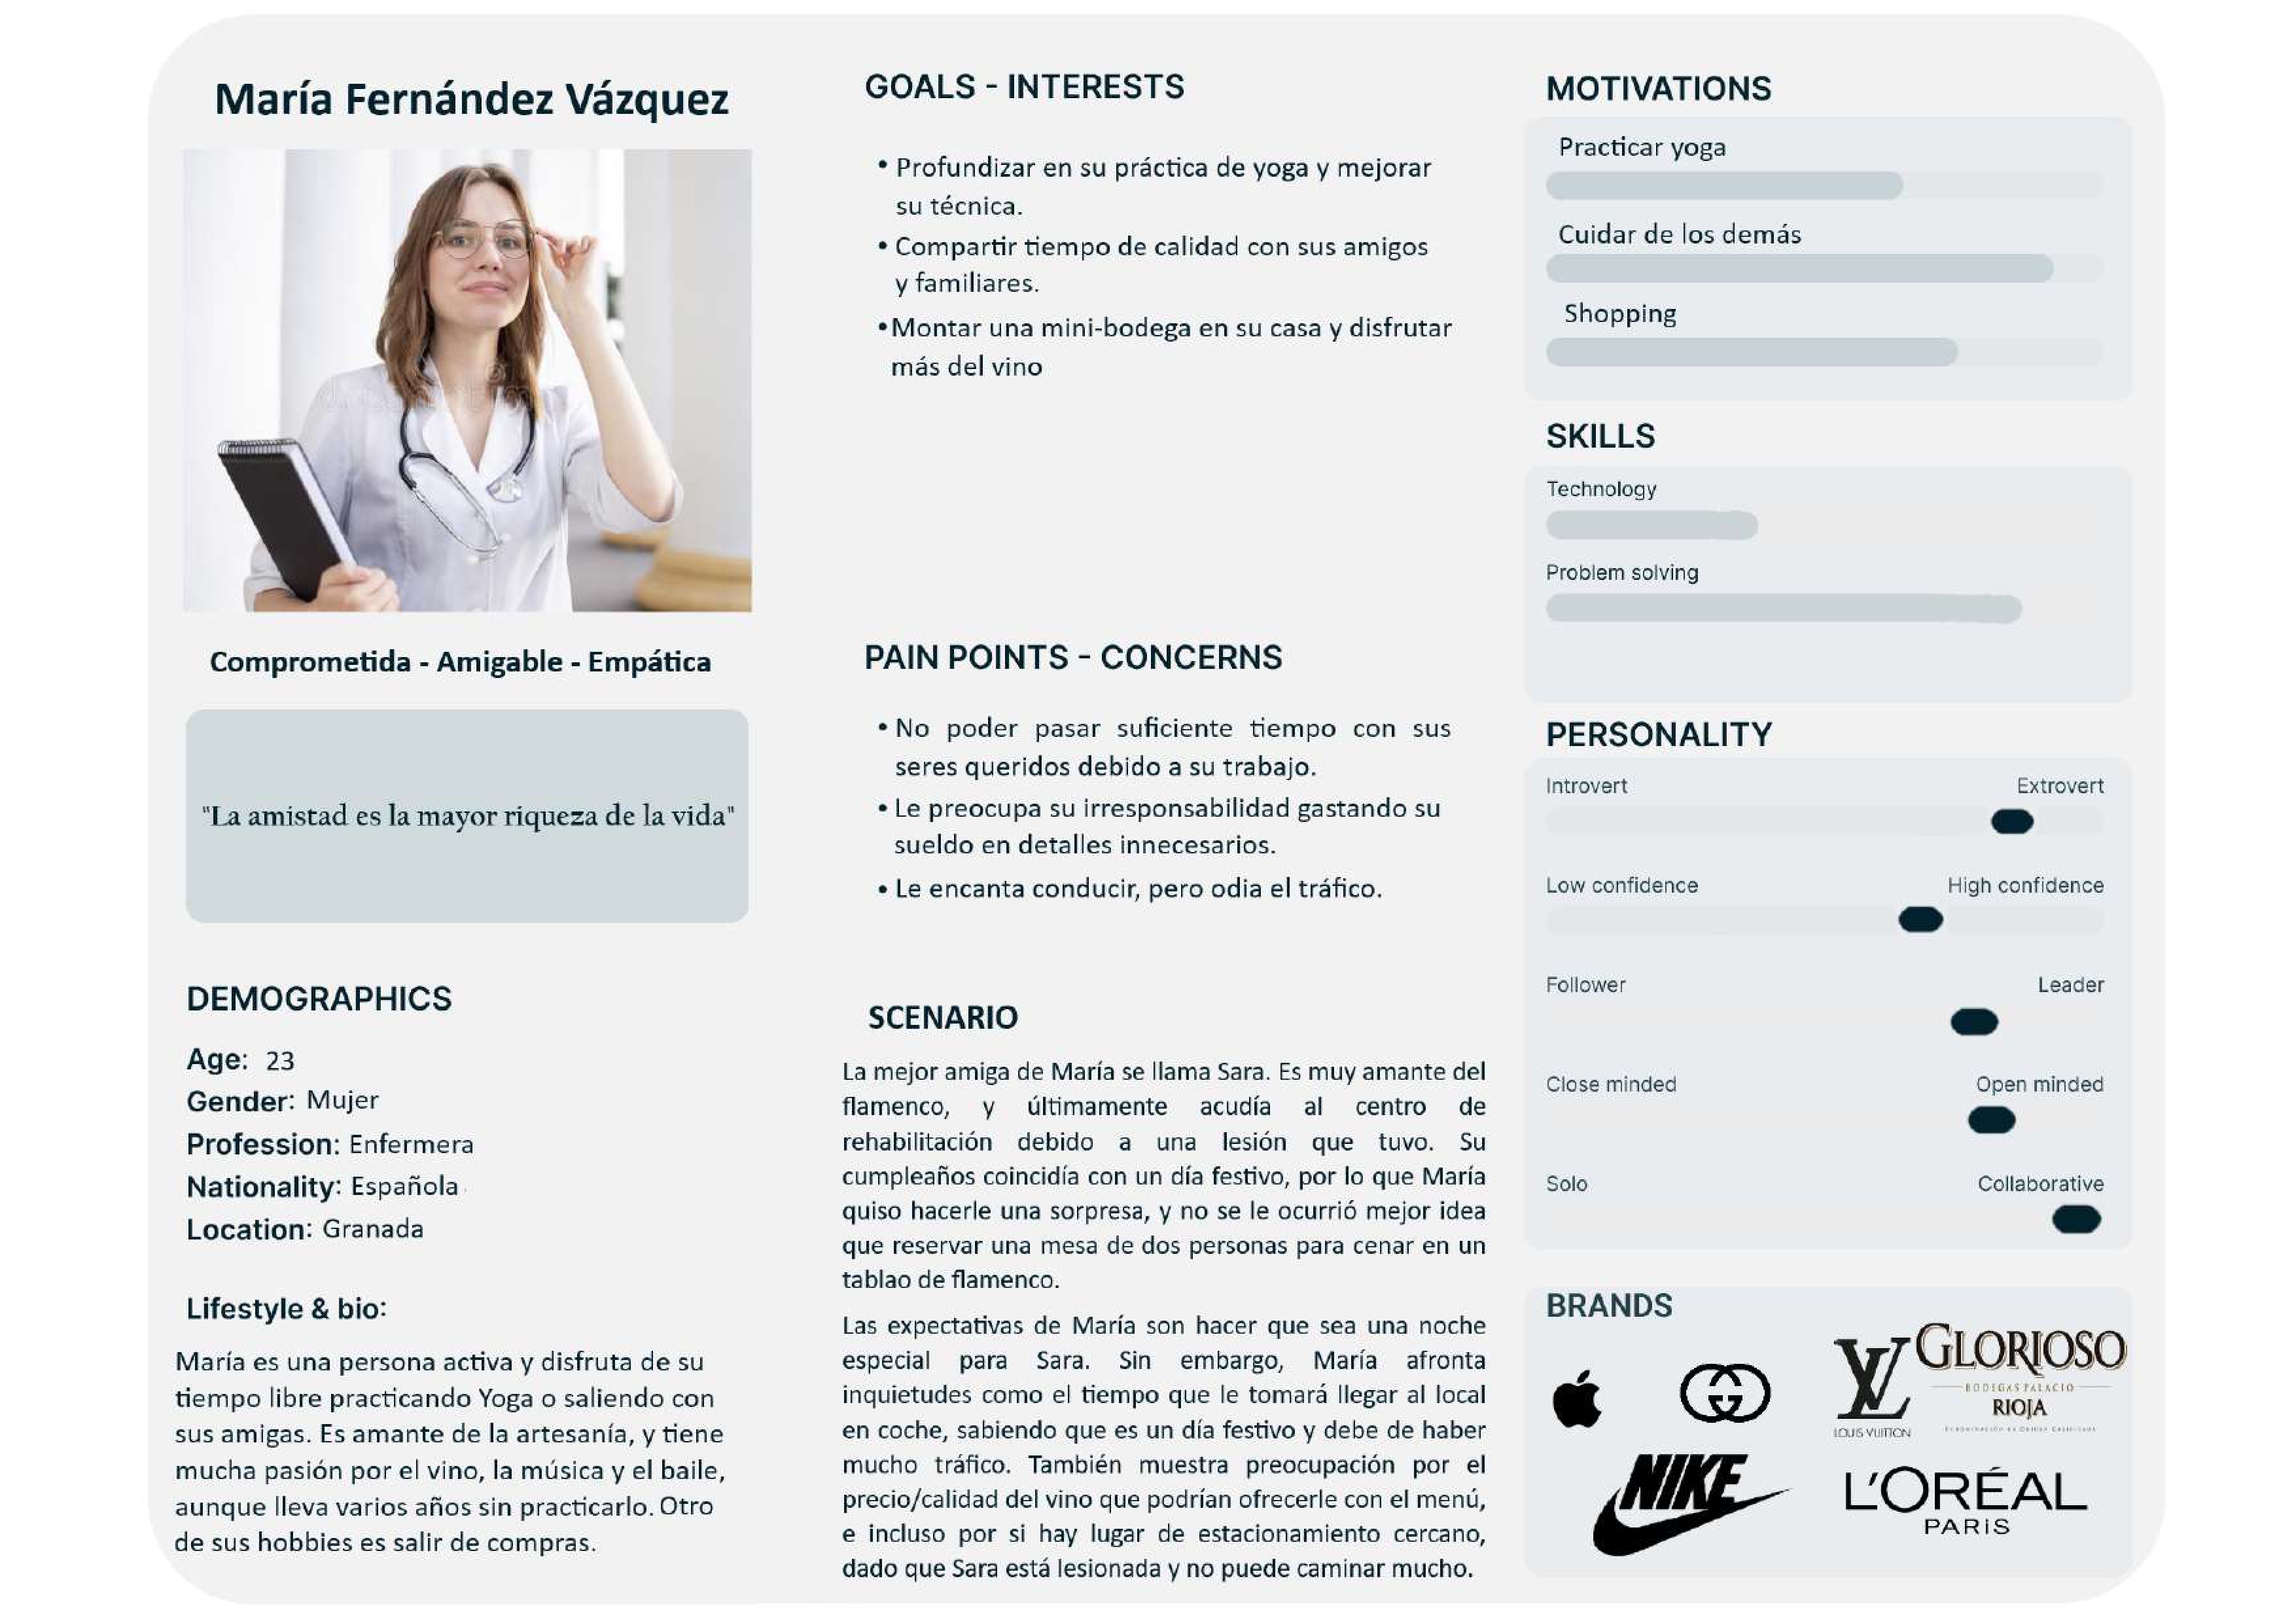 María Fernández Vázquez
Comprometida - Amigable - Empática
"La amistad es la mayor riqueza de la vida"
DEMOGRAPHICS
Age: 23
Gender: Mujer
Profession: Enfermera
Nationality: Española
Location: Granada
Lifestyle & bio:
María es una persona activa y disfruta de su
tiempo libre practicando Yoga o saliendo con
sus amigas. Es amante de la artesanía, y tiene
mucha pasión por el vino, la música y el baile,
aunque lleva varios años sin practicarlo. Otro
de sus hobbies es salir de compras.
GOALS - INTERESTS
• Profundizar en su práctica de yoga y mejorar
su técnica.
• Compartir tiempo de calidad con sus amigos
y familiares.
• Montar una mini-bodega en su casa y disfrutar
más del vino
PAIN POINTS - CONCERNS
• No poder pasar suficiente tiempo con sus
seres queridos debido a su trabajo.
• Le preocupa su irresponsabilidad gastando su
sueldo en detalles innecesarios.
• Le encanta conducir, pero odia el tráfico.
SCENARIO
La mejor amiga de María se llama Sara. Es muy amante del
flamenco, y últimamente acudía al centro de
rehabilitación debido a una lesión que tuvo. Su
cumpleaños coincidía con un día festivo, por lo que María
quiso hacerle una sorpresa, y no se le ocurrió mejor idea
que reservar una mesa de dos personas para cenar en un
tablao de flamenco.
Las expectativas de María son hacer que sea una noche
especial para Sara. Sin embargo, María afronta
inquietudes como el tiempo que le tomará llegar al local
en coche, sabiendo que es un día festivo y debe de haber
mucho tráfico. También muestra preocupación por el
precio/calidad del vino que podrían ofrecerle con el menú,
e incluso por si hay lugar de estacionamiento cercano,
dado que Sara está lesionada y no puede caminar mucho.
MOTIVATIONS
Practicar yoga
Cuidar de los demás
Shopping
SKILLS
Technology
Problem solving
PERSONALITY
Introvert Extrovert
Low confidence High confidence
Follower Leader
Close minded Open minded
Solo Collaborative
BRANDS
LV
LOUIS VUITTON
GLORIOSO
BODEGAS PALACIO
RIOJA
NIKE
L'ORÉAL
PARIS